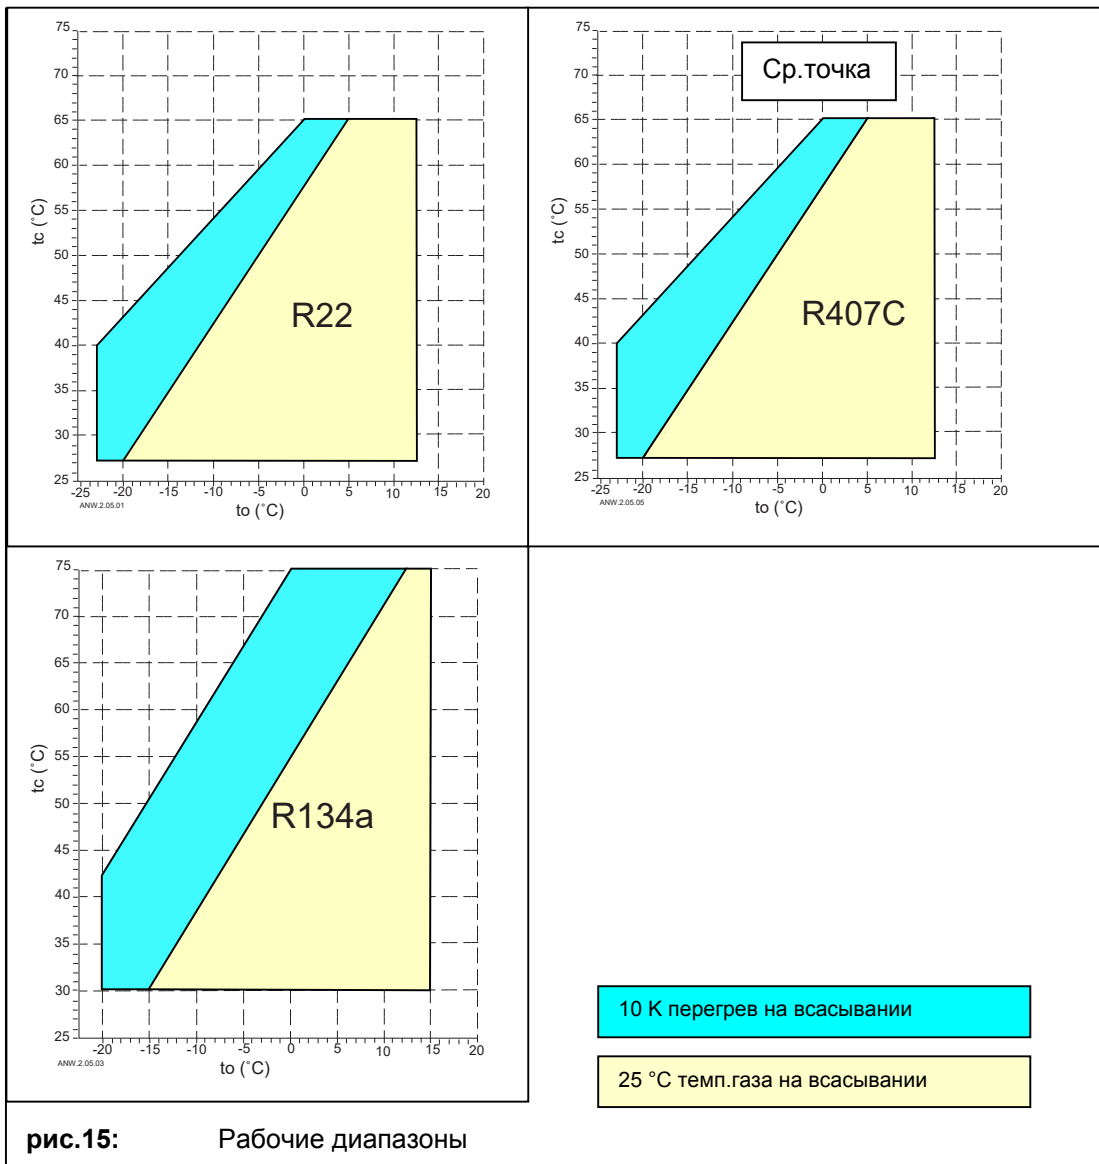 75
70
65
60
55
50
45
40
35
30
25
tc (˚C)
R22
-25 -20 -15 -10 -5 0 5 10 15 20
ANW.2.05.01
to (˚C)
75
70
65
60
55
50
45
40
35
30
25
tc (˚C)
Ср.точка
R407C
-25 -20 -15 -10 -5 0 5 10 15 20
ANW.2.05.05
to (˚C)
75
70
65
60
55
50
45
40
35
30
25
tc (˚C)
R134a
-20 -15 -10 -5 0 5 10 15 20
ANW.2.05.03
to (˚C)
10 K перегрев на всасывании
25 °C темп.газа на всасывании
рис.15: Рабочие диапазоны